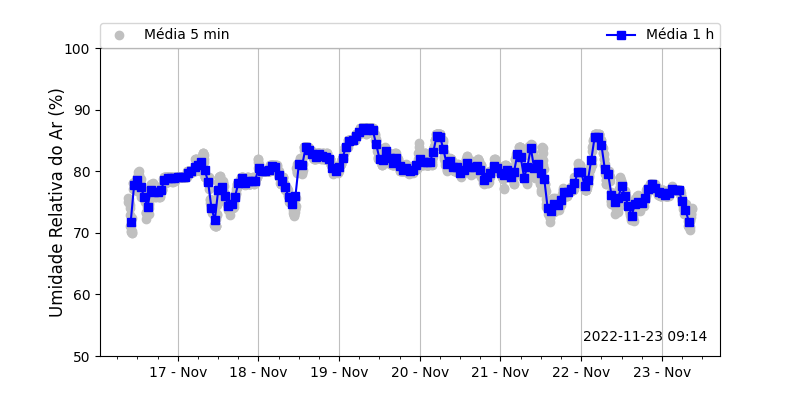 Média 5 min
Média 1 h
Umidade Relativa do Ar (%)
100
90
80
70
60
50
2022-11-23 09:14
17 - Nov
18 - Nov
19 - Nov
20 - Nov
21 - Nov
22 - Nov
23 - Nov